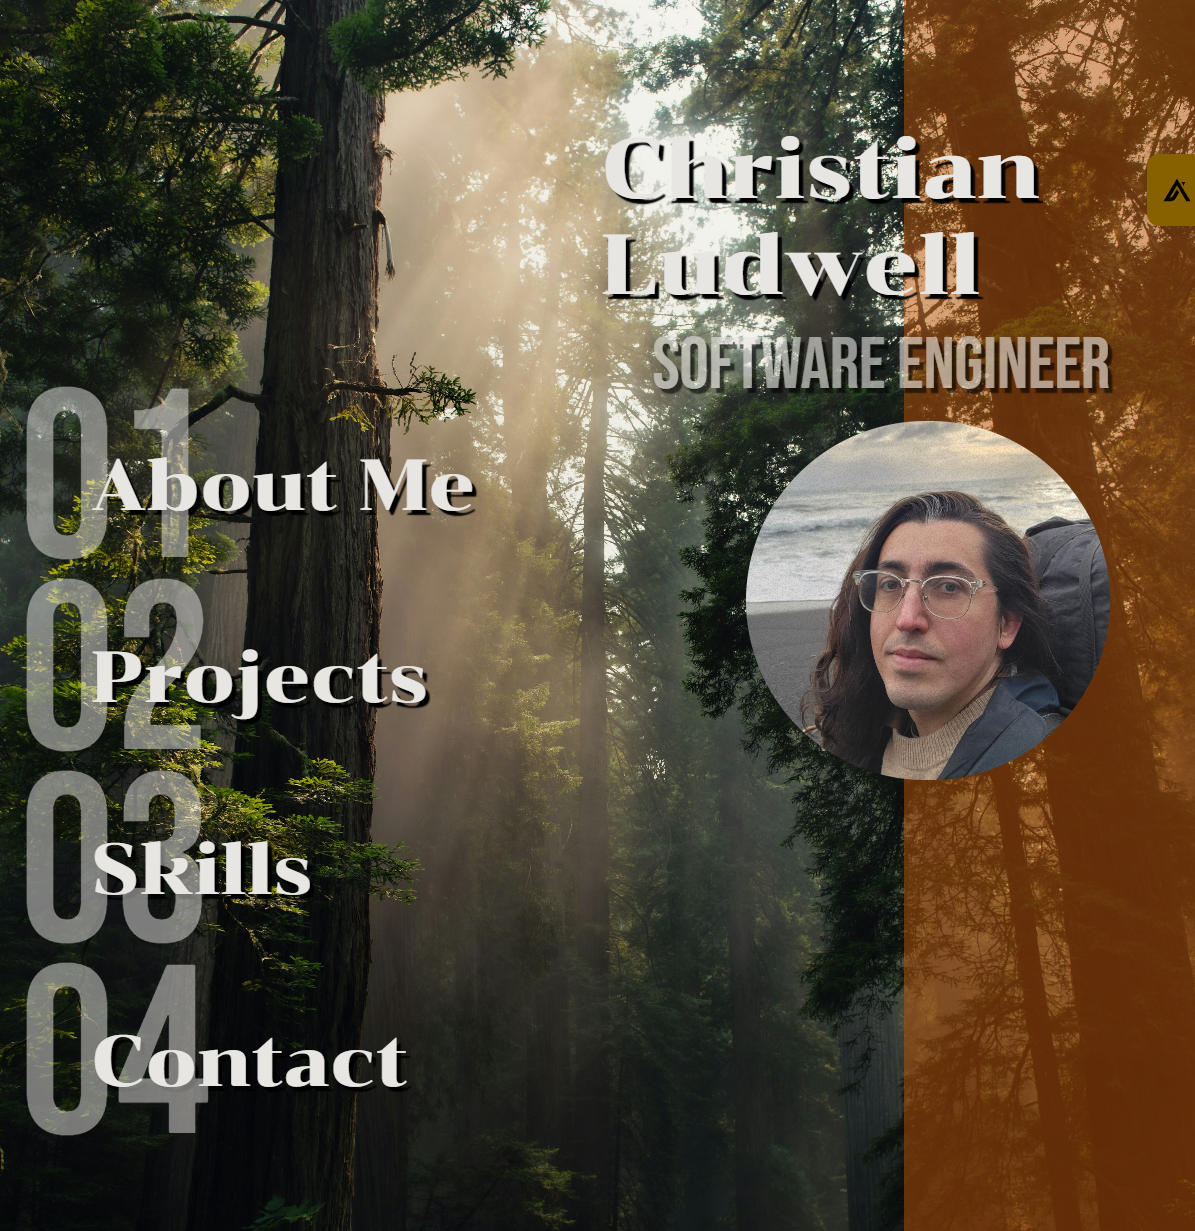 Christian
Ludwell
SOFTWARE ENGINEER
01
About Me
02
Projects
03
Skills
04
Contact